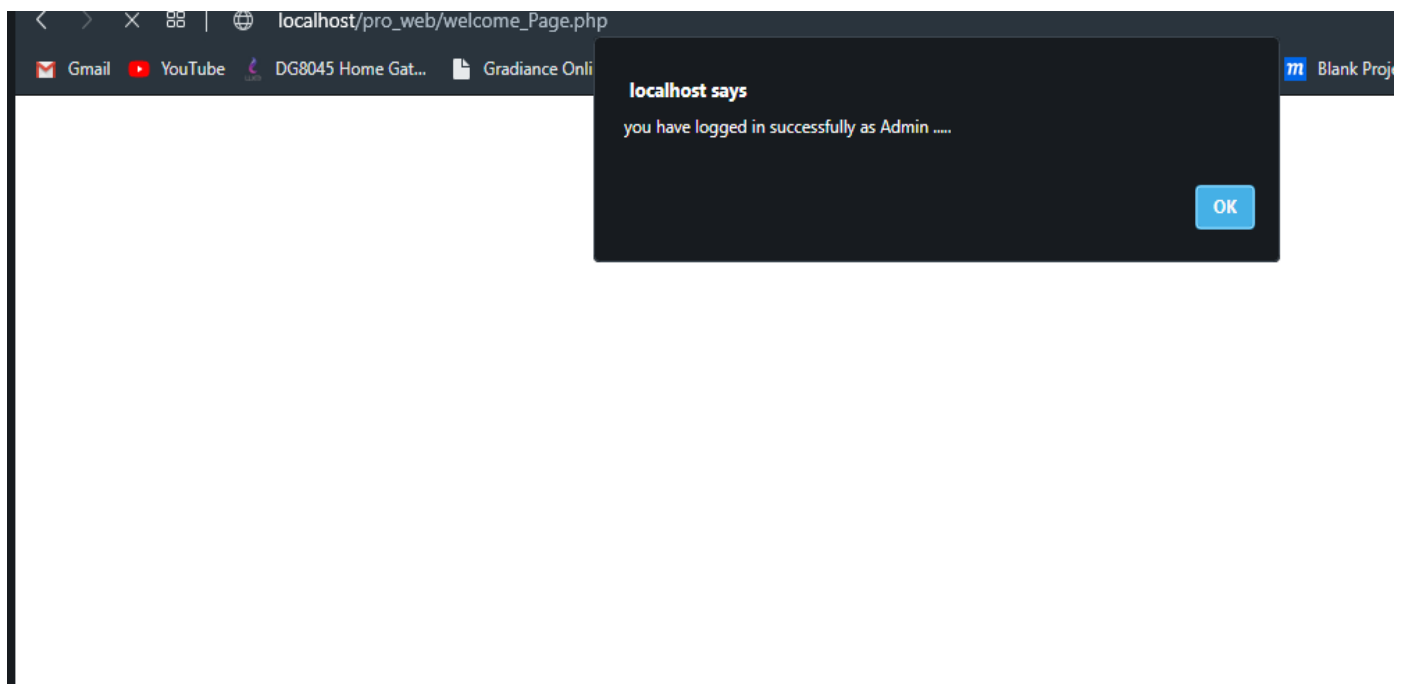 localhost/pro_web/welcome_Page.php
Gmail YouTube DG8045 Home Gat... Gradiance Onli m Blank Proj
localhost says
you have logged in successfully as Admin .....
OK